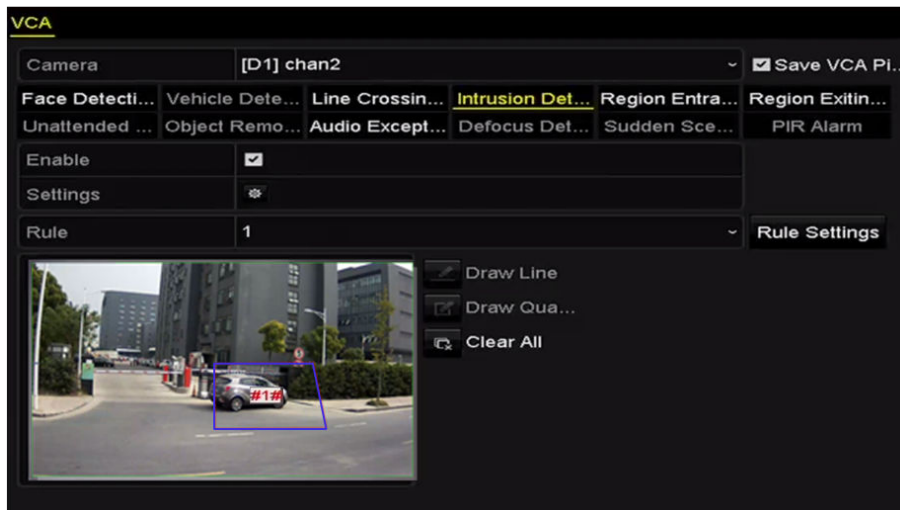 VCA
Camera [D1] chan2 Save VCA Pi..
Face Detecti... Vehicle Dete... Line Crossin... Intrusion Det... Region Entra... Region Exitin...
Unattended ... Object Remo... Audio Except... Defocus Det... Sudden Sce... PIR Alarm
Enable
Settings
Rule 1 Rule Settings
Draw Line
Draw Qua...
Clear All
#1#